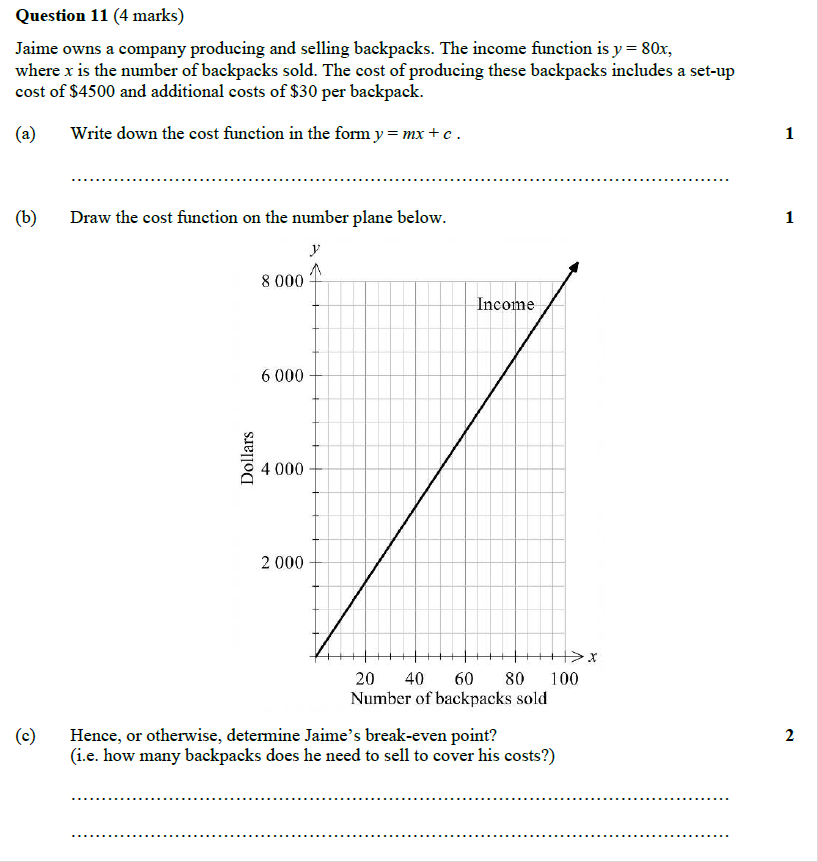 Question 11 (4 marks)
Jaime owns a company producing and selling backpacks. The income function is y = 80x,
where x is the number of backpacks sold. The cost of producing these backpacks includes a set-up
cost of $4500 and additional costs of $30 per backpack.
(a) Write down the cost function in the form y = mx + c . 1
..............................................................................................................
(b) Draw the cost function on the number plane below. 1
y
8 000
Income
6 000
Dollars
4 000
2 000
x
20 40 60 80 100
Number of backpacks sold
(c) Hence, or otherwise, determine Jaime's break-even point? 2
(i.e. how many backpacks does he need to sell to cover his costs?)
..............................................................................................................
..............................................................................................................